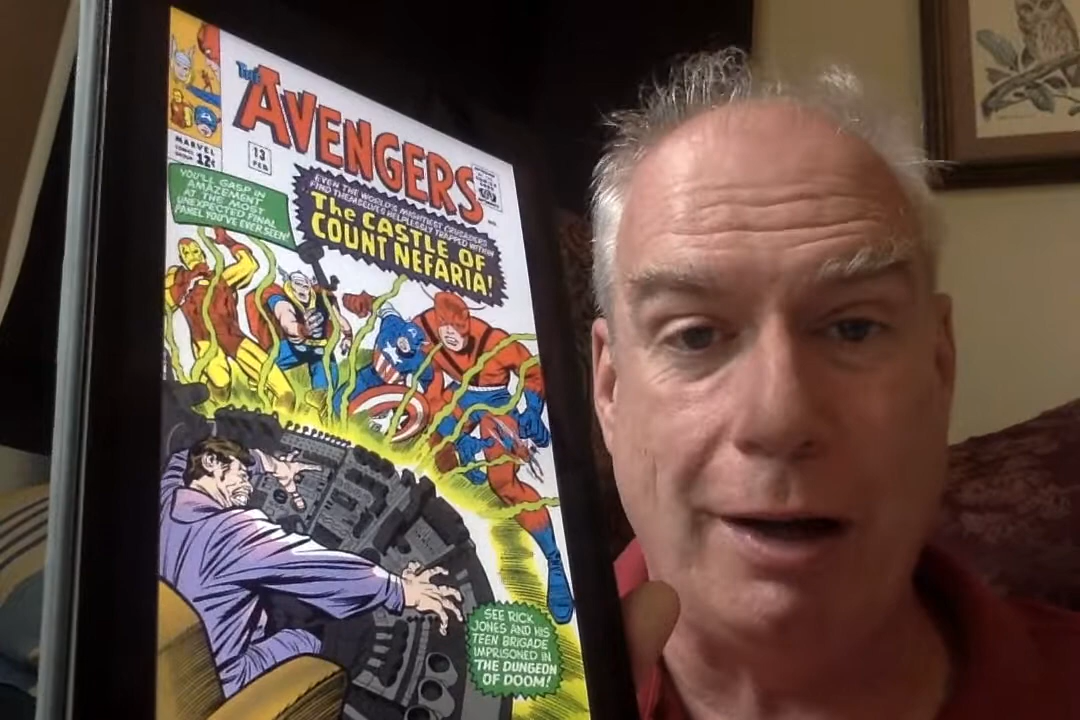 THE
AVENGERS
MARVEL
COMICS
GROUP
12¢
13
FEB
YOU'LL GASP IN
AMAZEMENT
AT THE MOST
UNEXPECTED FINAL
PANEL YOU'VE EVER SEEN!
EVEN THE WORLD'S MIGHTIEST CRUSADERS
FIND THEMSELVES HELPLESSLY TRAPPED WITHIN
The CASTLE OF
COUNT NEFARIA!
SEE RICK
JONES AND HIS
TEEN BRIGADE
IMPRISONED IN
"THE DUNGEON
OF DOOM!"